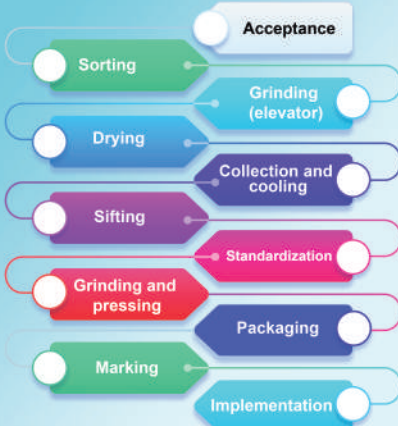 Acceptance
Sorting
Grinding
(elevator)
Drying
Collection and
cooling
Sifting
Standardization
Grinding and
pressing
Packaging
Marking
Implementation